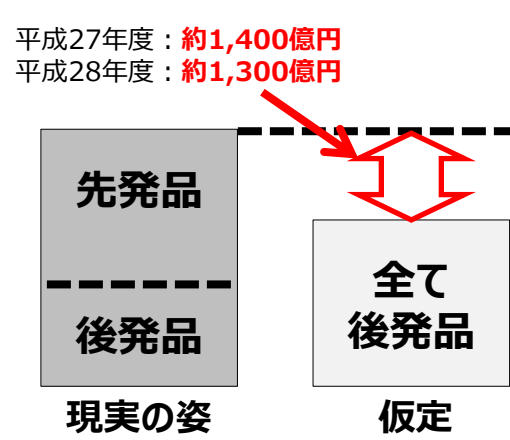 平成27年度：約1,400億円
平成28年度：約1,300億円
先発品
後発品
全て
後発品
現実の姿
仮定